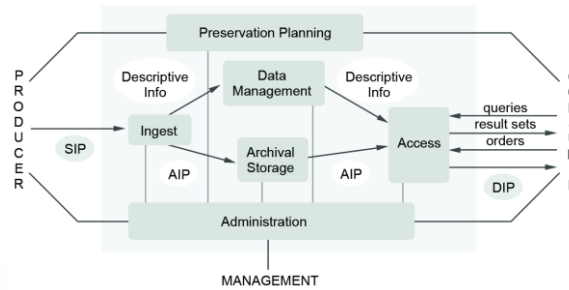 Preservation Planning
PRODUCER
Descriptive
Info
Data
Management
Descriptive
Info
SIP
Ingest
Archival
Storage
Access
queries
result sets
orders
AIP
AIP
DIP
Administration
MANAGEMENT